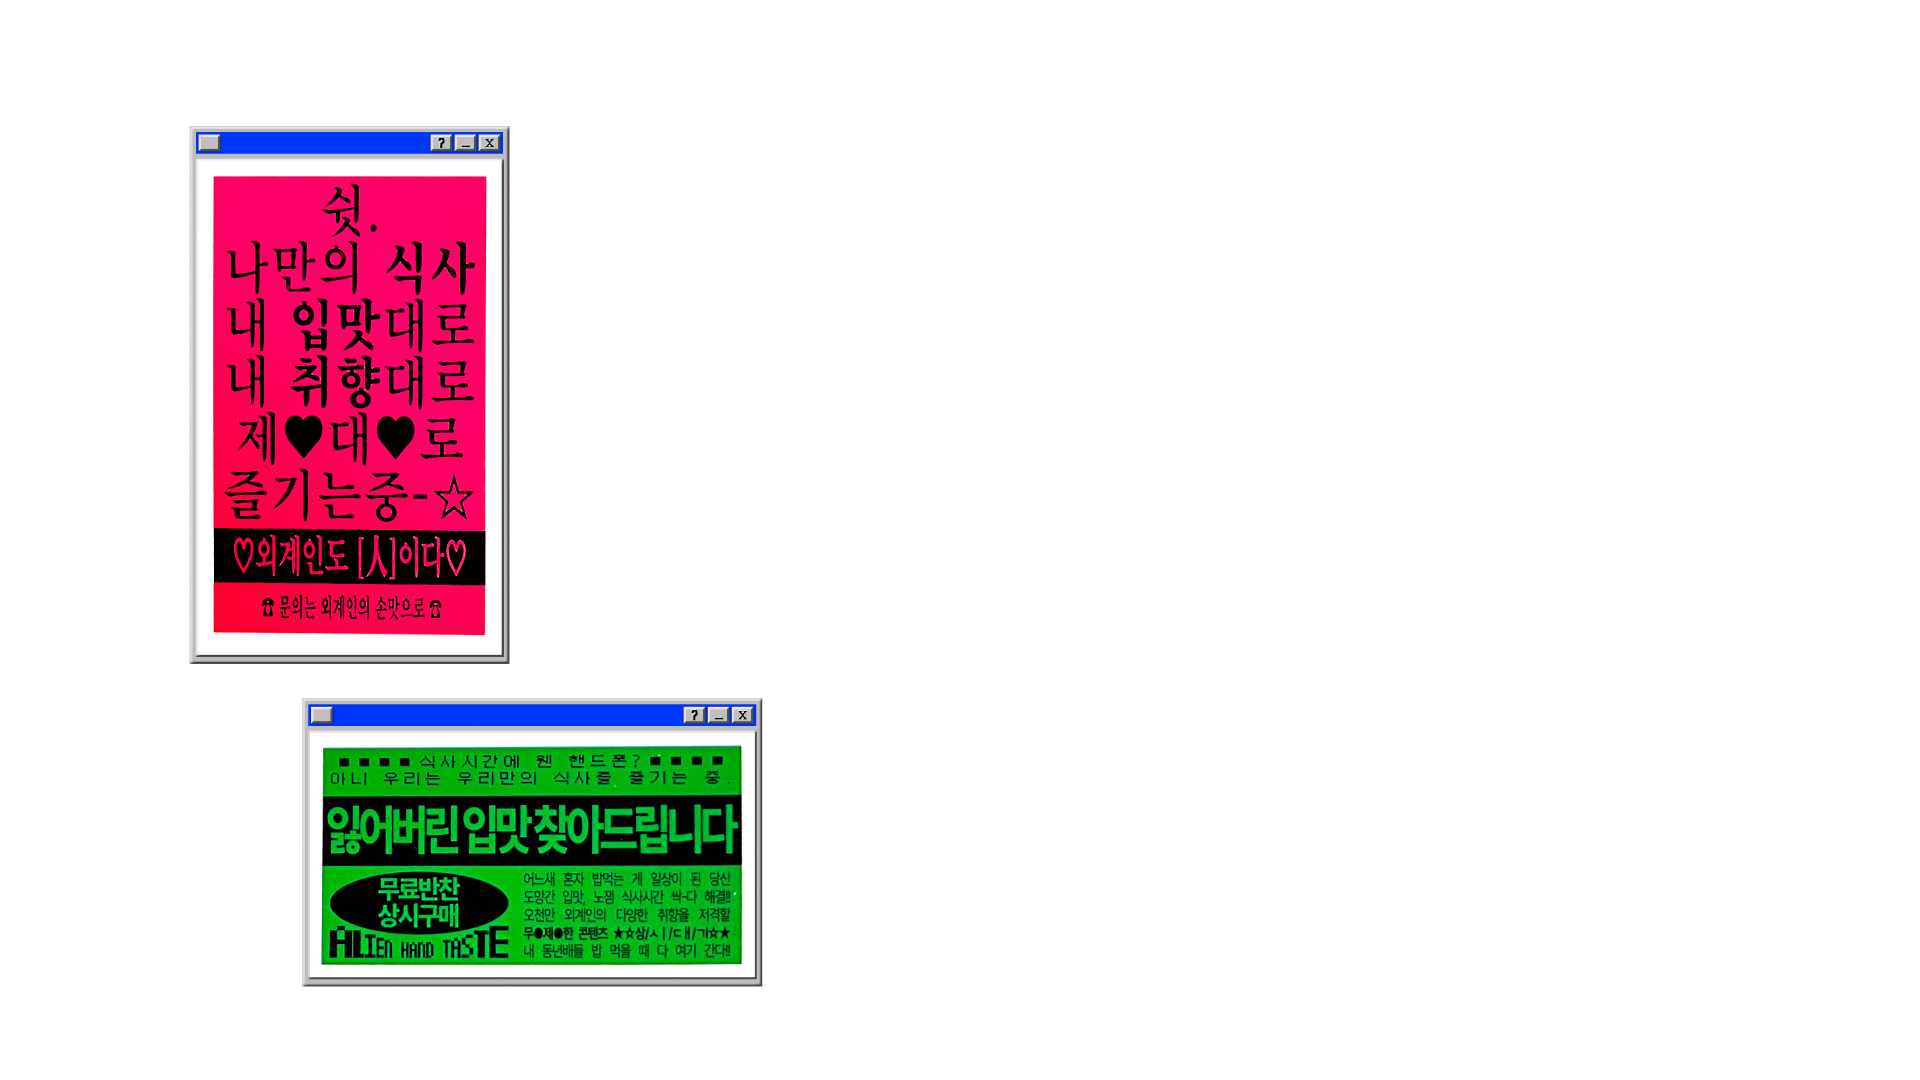 ? _ X
쉿.
나만의 식사
내 입맛대로
내 취향대로
제♥대♥로
즐기는중-☆
♡외계인도 [人]이다♡
☎ 문의는 외계인의 손맛으로 ☎
? _ X
■ ■ ■ ■ 식사시간에 웬 핸드폰? ■ ■ ■ ■
아니 우리는 우리만의 식사를 즐기는 중.
잃어버린 입맛 찾아드립니다
무료반찬
상시구매
ALIEN HAND TASTE
어느새 혼자 밥먹는 게 일상이 된 당신
도망간 입맛, 노잼 식사시간 싹-다 해결!!
오천만 외계인의 다양한 취향을 저격할
무●제●한 콘텐츠 ★☆상/ㅅㅣ/ㄷㅐ/ㄱㅣ☆★
내 동년배들 밥 먹을 때 다 여기 간다!!